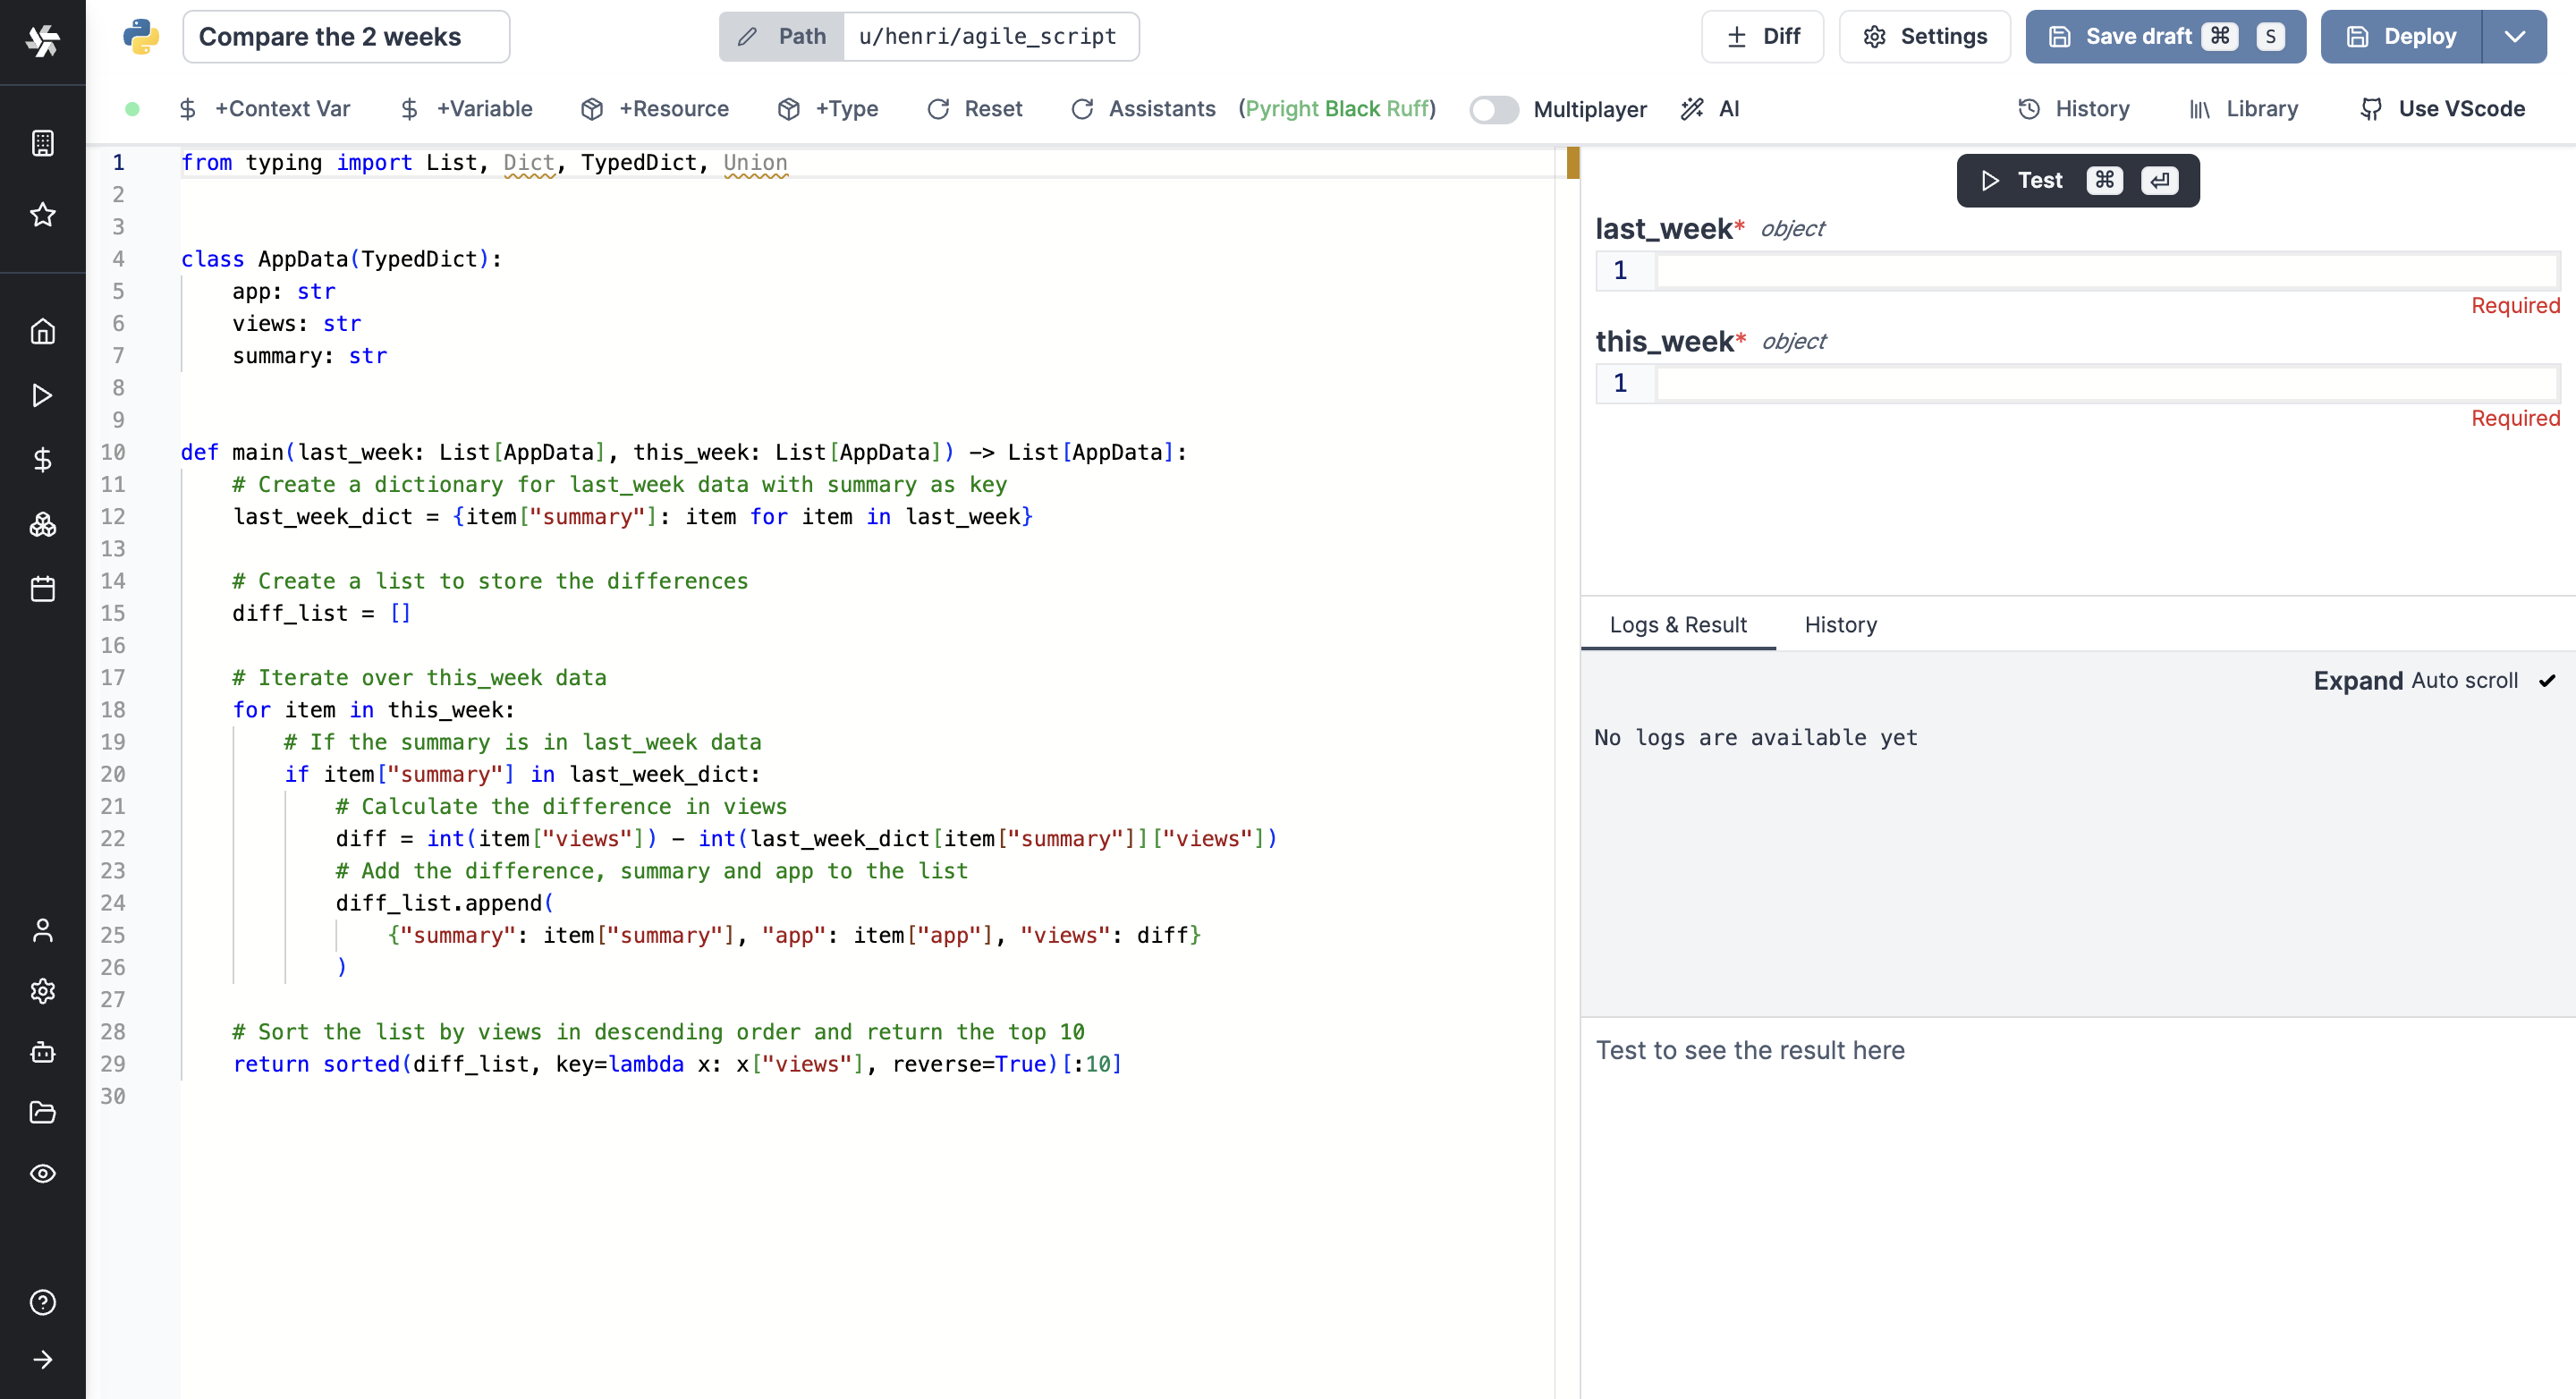 Compare the 2 weeks
Path u/henri/agile_script
Diff
Settings
Save draft ⌘ S
Deploy
+Context Var
+Variable
+Resource
+Type
Reset
Assistants (Pyright Black Ruff)
Multiplayer
AI
History
Library
Use VScode
1 from typing import List, Dict, TypedDict, Union
2
3
4 class AppData(TypedDict):
5     app: str
6     views: str
7     summary: str
8
9
10 def main(last_week: List[AppData], this_week: List[AppData]) -> List[AppData]:
11     # Create a dictionary for last_week data with summary as key
12     last_week_dict = {item["summary"]: item for item in last_week}
13
14     # Create a list to store the differences
15     diff_list = []
16
17     # Iterate over this_week data
18     for item in this_week:
19         # If the summary is in last_week data
20         if item["summary"] in last_week_dict:
21             # Calculate the difference in views
22             diff = int(item["views"]) - int(last_week_dict[item["summary"]]["views"])
23             # Add the difference, summary and app to the list
24             diff_list.append(
25                 {"summary": item["summary"], "app": item["app"], "views": diff}
26             )
27
28     # Sort the list by views in descending order and return the top 10
29     return sorted(diff_list, key=lambda x: x["views"], reverse=True)[:10]
30
Test ⌘ ⏎
last_week* object
1
Required
this_week* object
1
Required
Logs & Result
History
Expand Auto scroll ✓
No logs are available yet
Test to see the result here